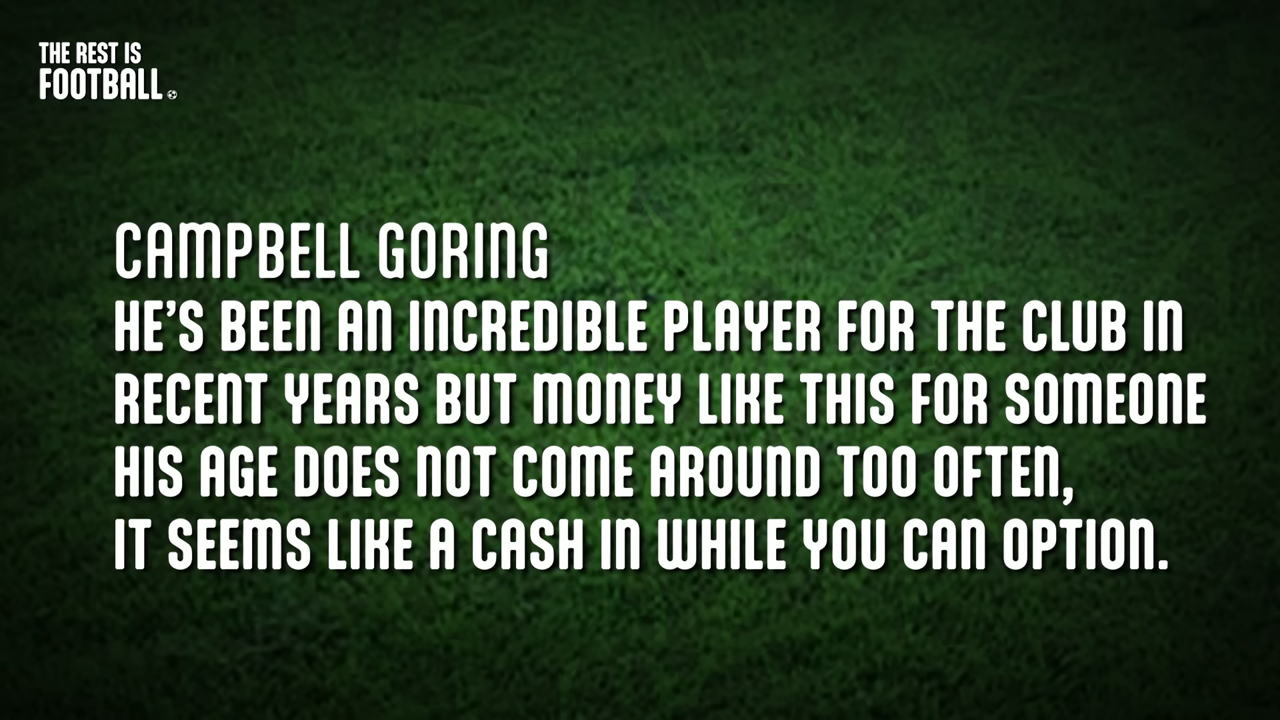 THE REST IS
FOOTBALL.
CAMPBELL GORING
HE'S BEEN AN INCREDIBLE PLAYER FOR THE CLUB IN
RECENT YEARS BUT MONEY LIKE THIS FOR SOMEONE
HIS AGE DOES NOT COME AROUND TOO OFTEN,
IT SEEMS LIKE A CASH IN WHILE YOU CAN OPTION.